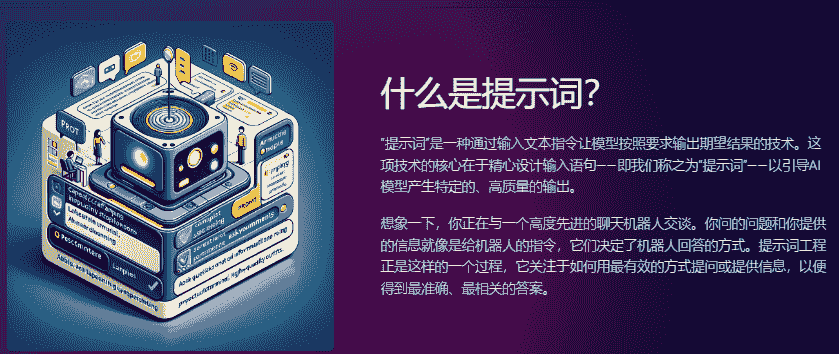 什么是提示词？
“提示词”是一种通过输入文本指令让模型按照要求输出期望结果的技术。这
项技术的核心在于精心设计输入语句——即我们称之为“提示词”——以引导AI
模型产生特定的、高质量的输出。
想象一下，你正在与一个高度先进的聊天机器人交谈。你问的问题和你提供
的信息就像是给机器人的指令，它们决定了机器人回答的方式。提示词工程
正是这样的一个过程，它关注于如何用最有效的方式提问或提供信息，以便
得到最准确、最相关的答案。
PROT